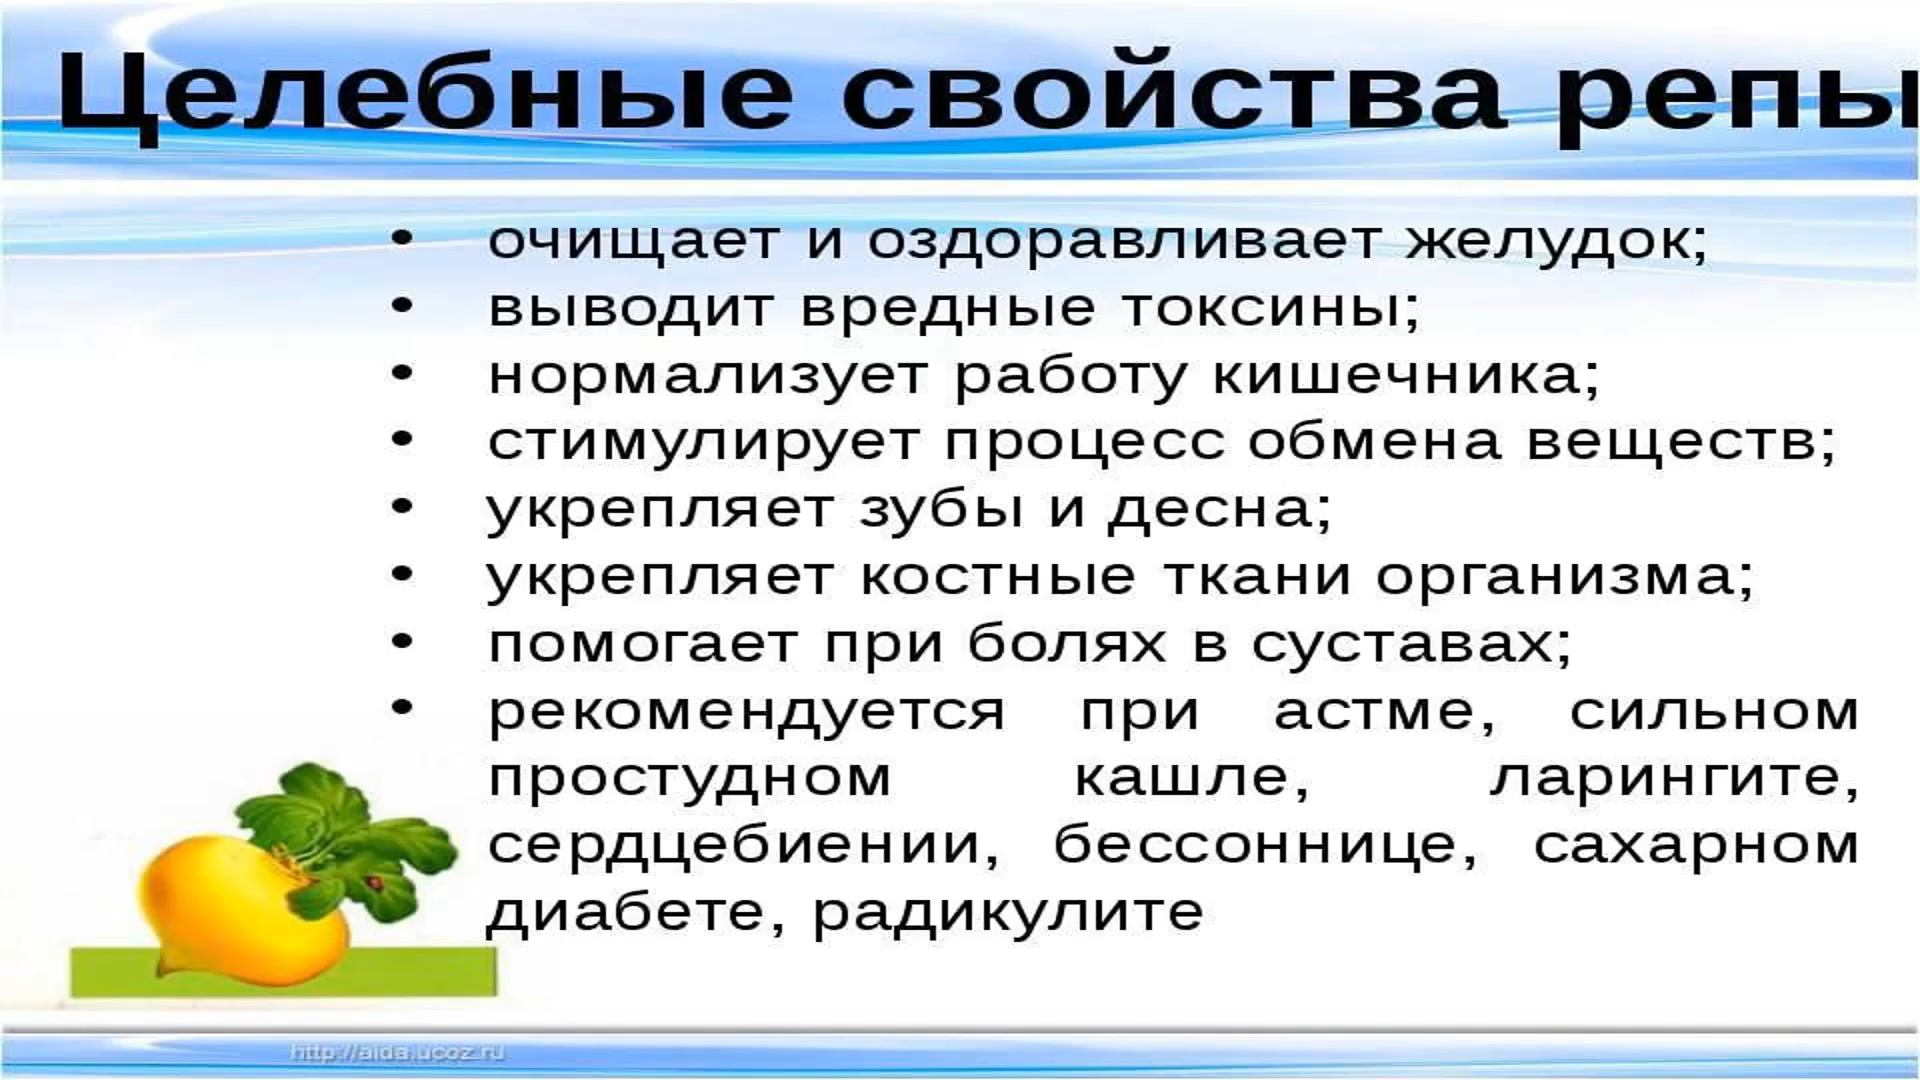 Целебные свойства репы
• очищает и оздоравливает желудок;
• выводит вредные токсины;
• нормализует работу кишечника;
• стимулирует процесс обмена веществ;
• укрепляет зубы и десна;
• укрепляет костные ткани организма;
• помогает при болях в суставах;
• рекомендуется при астме, сильном
простудном кашле, ларингите,
сердцебиении, бессоннице, сахарном
диабете, радикулите
http://aida.ucoz.ru